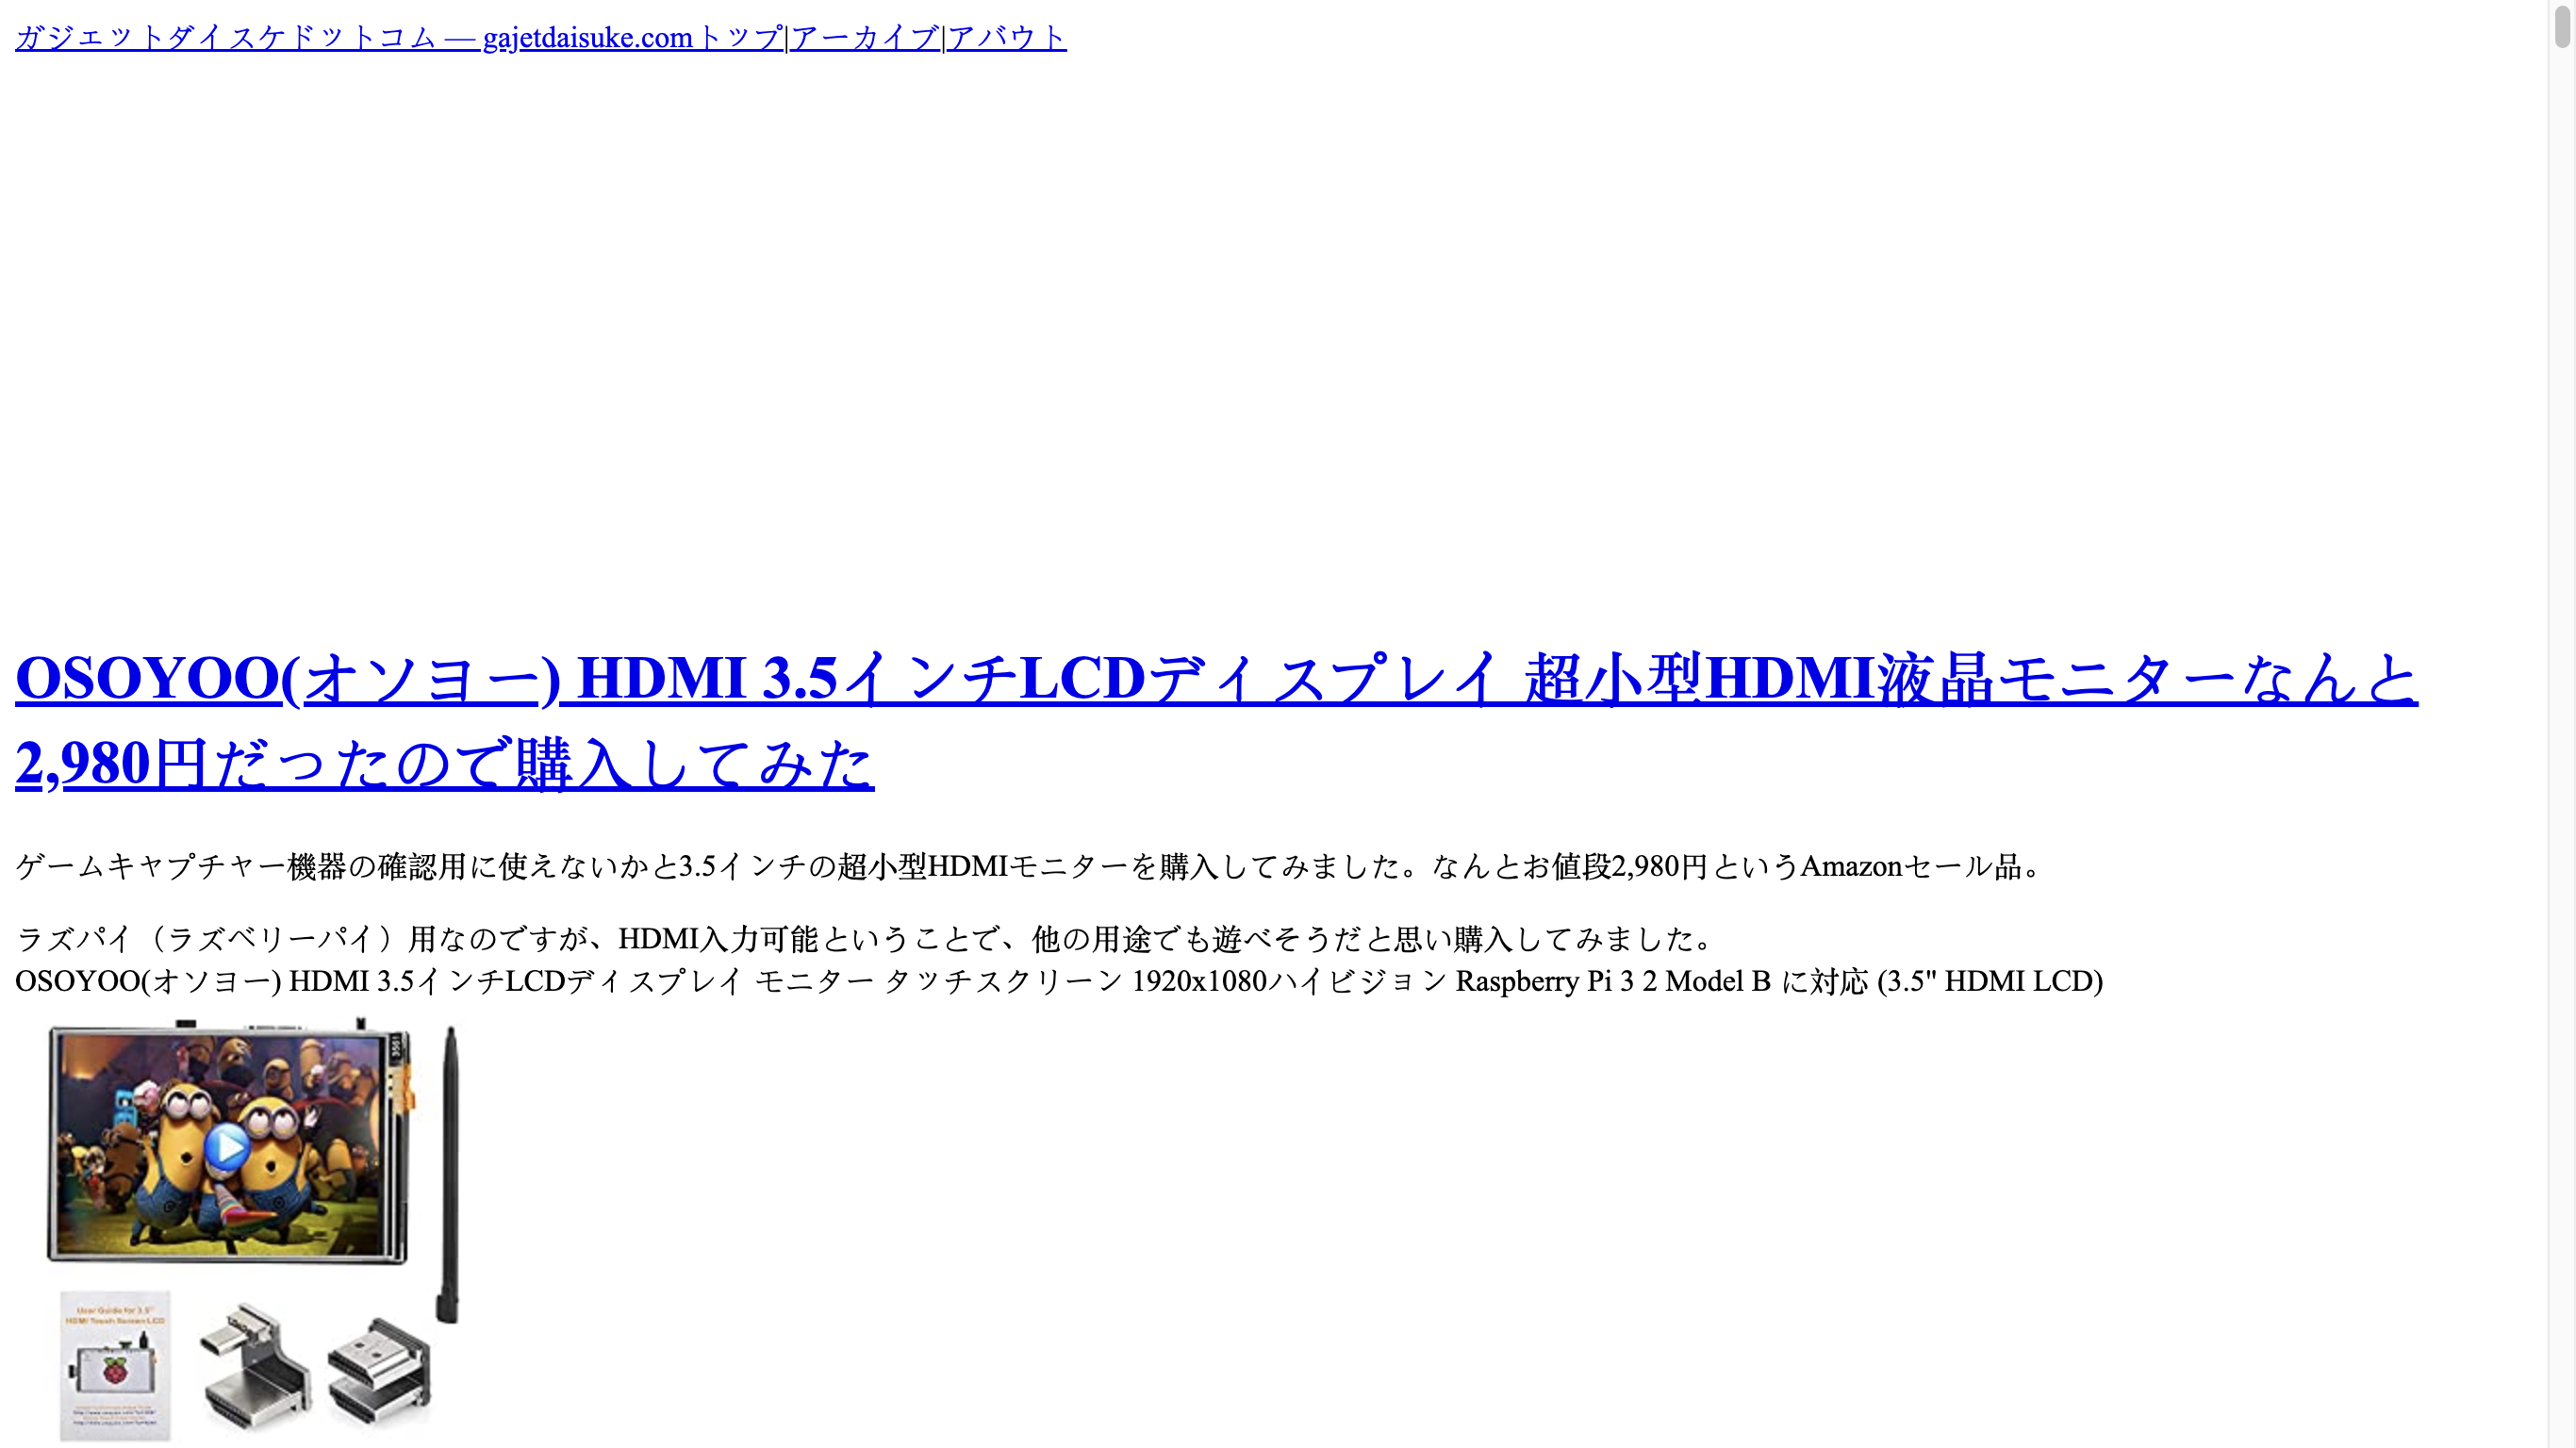 ガジェットダイスケドットコム — gajetdaisuke.comトップ|アーカイブ|アバウト
OSOYOO(オソヨー) HDMI 3.5インチLCDディスプレイ 超小型HDMI液晶モニターなんと
2,980円だったので購入してみた
ゲームキャプチャー機器の確認用に使えないかと3.5インチの超小型HDMIモニターを購入してみました。なんとお値段2,980円というAmazonセール品。
ラズパイ（ラズベリーパイ）用なのですが、HDMI入力可能ということで、他の用途でも遊べそうだと思い購入してみました。
OSOYOO(オソヨー) HDMI 3.5インチLCDディスプレイ モニター タッチスクリーン 1920x1080ハイビジョン Raspberry Pi 3 2 Model B に対応 (3.5" HDMI LCD)
User Guide for 3.5"
HDMI Touch Screen LCD